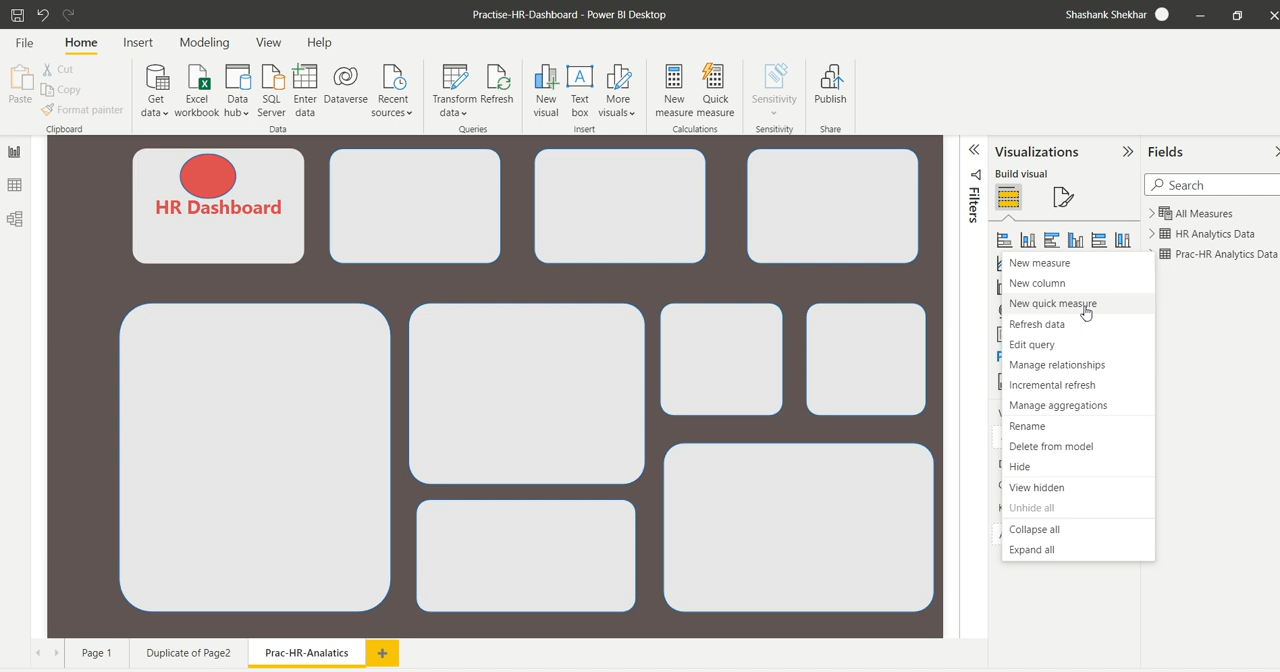 Practise-HR-Dashboard - Power BI Desktop
Shashank Shekhar
File Home Insert Modeling View Help
Paste
Cut
Copy
Format painter
Clipboard
Get data
Excel workbook
Data hub
SQL Server
Enter data
Dataverse
Recent sources
Data
Transform data
Refresh
Queries
New visual
Text box
More visuals
Insert
New measure
Quick measure
Calculations
Sensitivity
Sensitivity
Publish
Share
HR Dashboard
Filters
Visualizations
Build visual
Fields
Search
All Measures
HR Analytics Data
Prac-HR Analytics Data
New measure
New column
New quick measure
Refresh data
Edit query
Manage relationships
Incremental refresh
Manage aggregations
Rename
Delete from model
Hide
View hidden
Unhide all
Collapse all
Expand all
Page 1
Duplicate of Page2
Prac-HR-Analatics